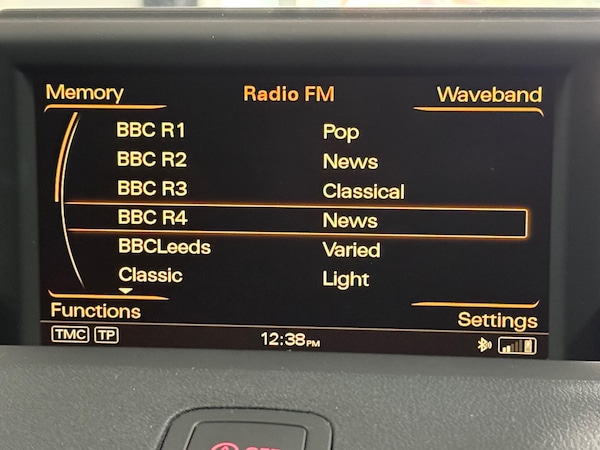 Memory Radio FM Waveband
BBC R1 Pop
BBC R2 News
BBC R3 Classical
BBC R4 News
BBCLeeds Varied
Classic Light
Functions Settings
TMC TP 12:38PM